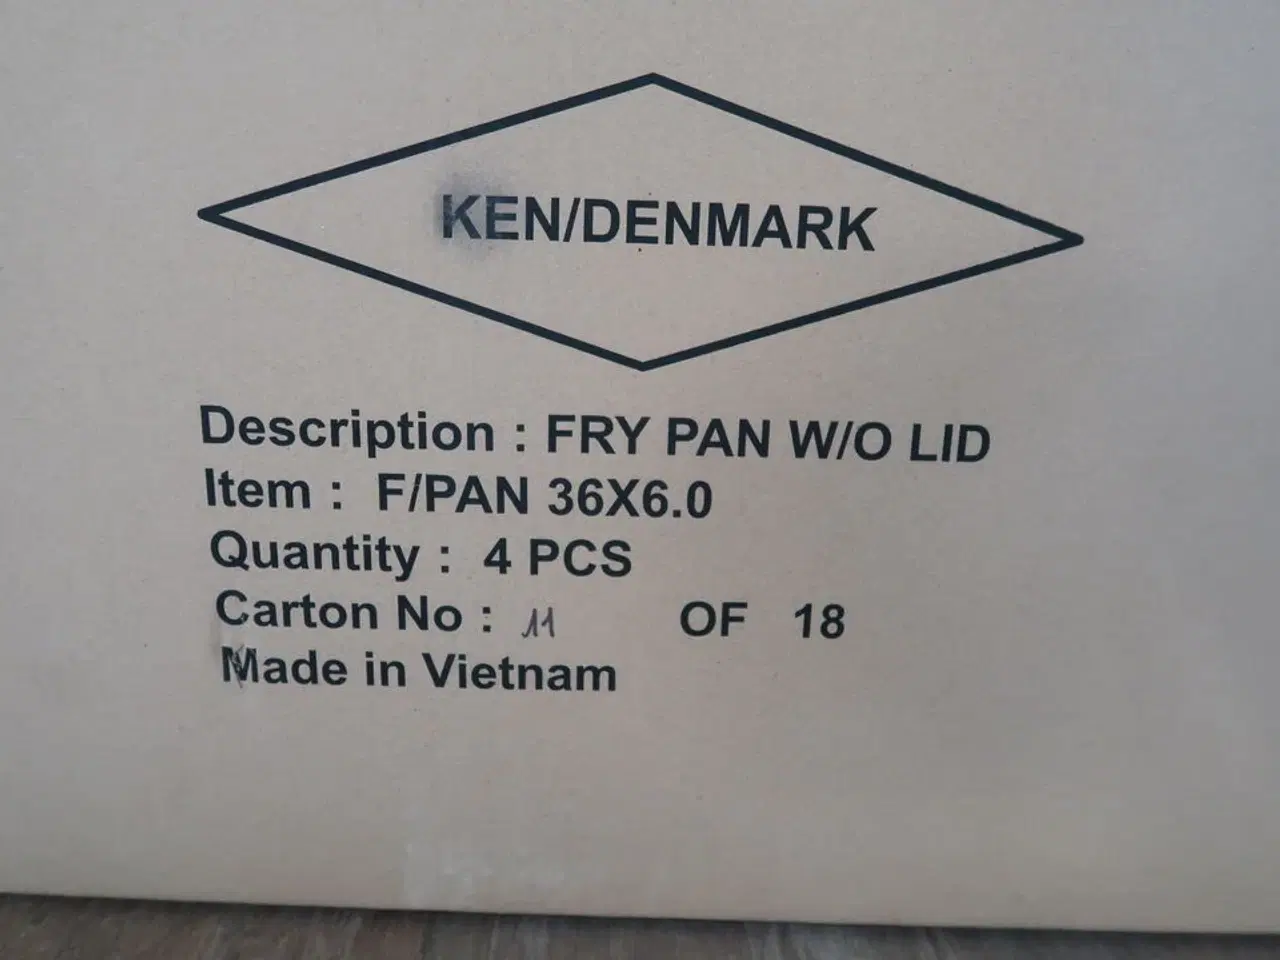 KEN/DENMARK
Description : FRY PAN W/O LID
Item : F/PAN 36X6.0
Quantity : 4 PCS
Carton No : 11 OF 18
Made in Vietnam